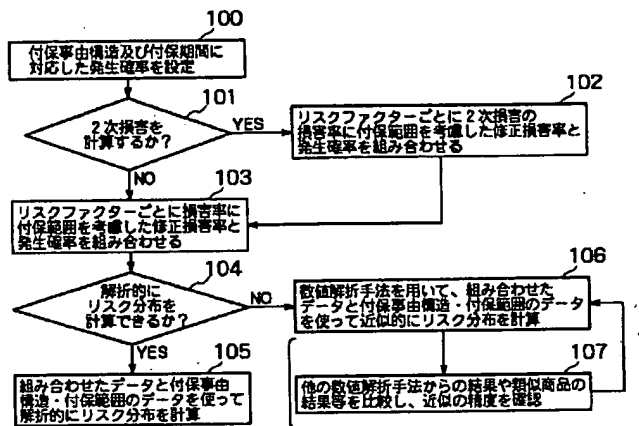 100
付保事由構造及び付保期間に
対応した発生確率を設定
101
2次損害を
計算するか?
YES
NO
102
リスクファクターごとに2次損害の
損害率に付保範囲を考慮した修正損害率と
発生確率を組み合わせる
103
リスクファクターごとに損害率に
付保範囲を考慮した修正損害率と
発生確率を組み合わせる
104
解析的に
リスク分布を
計算できるか?
NO
YES
105
組み合わせたデータと付保事由
構造・付保範囲のデータを使って
解析的にリスク分布を計算
106
数値解析手法を用いて、組み合わせた
データと付保事由構造・付保範囲のデータ
を使って近似的にリスク分布を計算
107
他の数値解析手法からの結果や類似商品の
結果等を比較し、近似の精度を確認